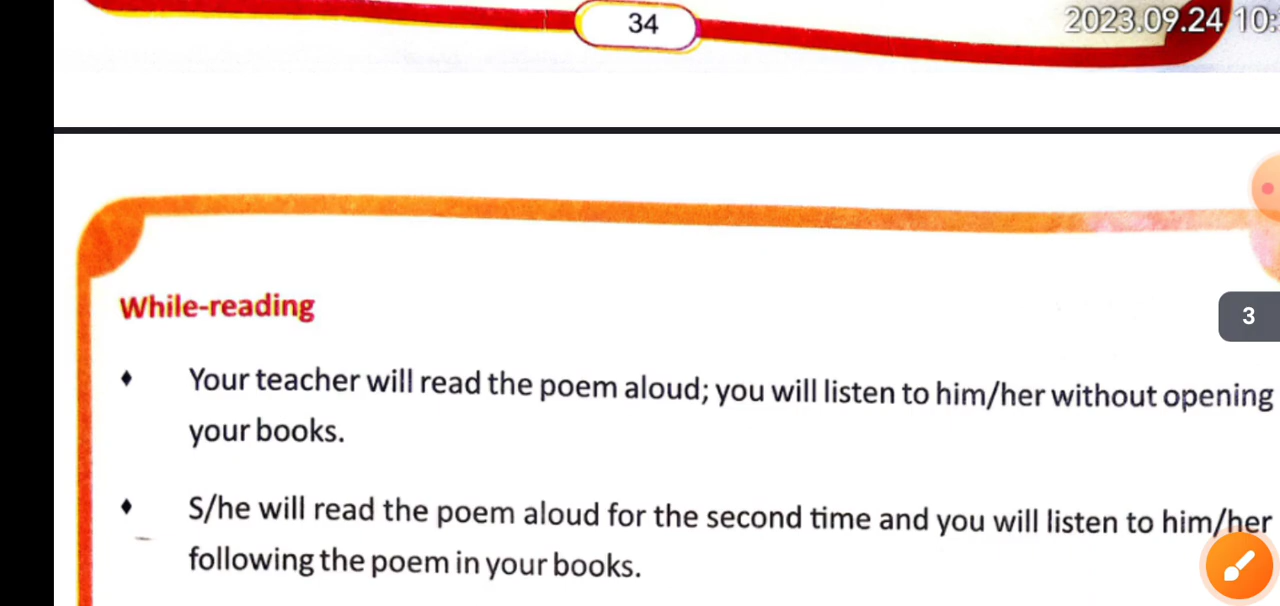 34
2023.09.24 10:
While-reading
3
♦ Your teacher will read the poem aloud; you will listen to him/her without opening
your books.
♦ S/he will read the poem aloud for the second time and you will listen to him/her
following the poem in your books.